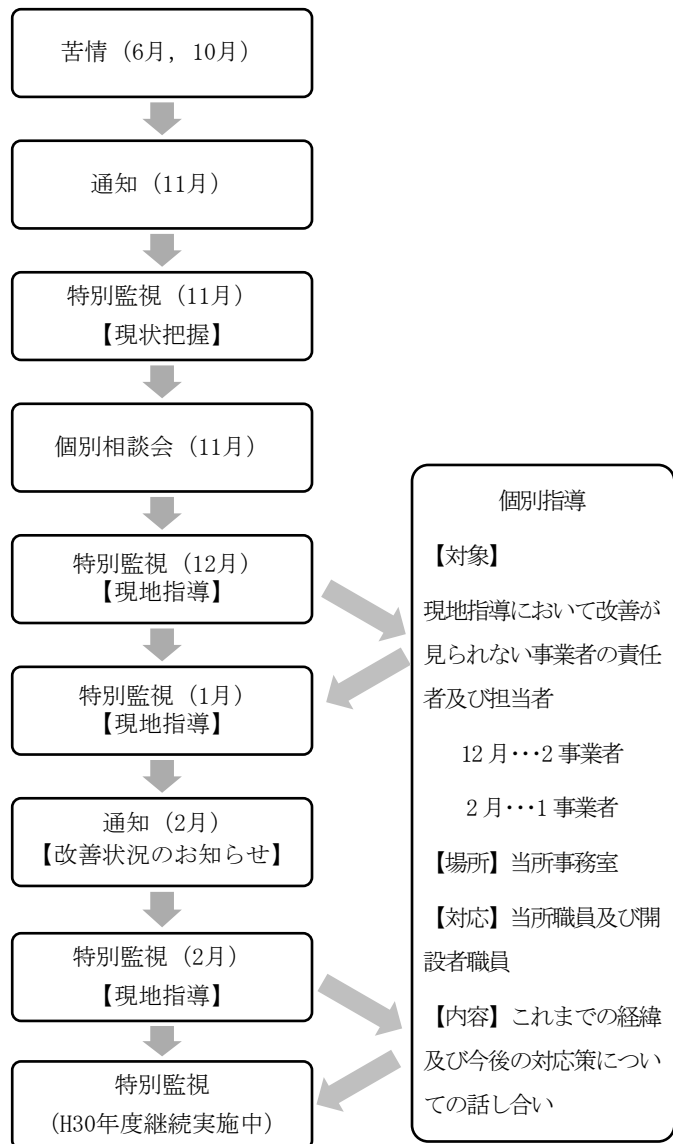 苦情（6月，10月）
通知（11月）
特別監視（11月）
【現状把握】
個別相談会（11月）
特別監視（12月）
【現地指導】
特別監視（1月）
【現地指導】
通知（2月）
【改善状況のお知らせ】
特別監視（2月）
【現地指導】
特別監視
（H30年度継続実施中）
個別指導
【対象】
現地指導において改善が
見られない事業者の責任
者及び担当者
12月･･･2事業者
2月･･･1事業者
【場所】当所事務室
【対応】当所職員及び開
設者職員
【内容】これまでの経緯
及び今後の対応策につい
ての話し合い